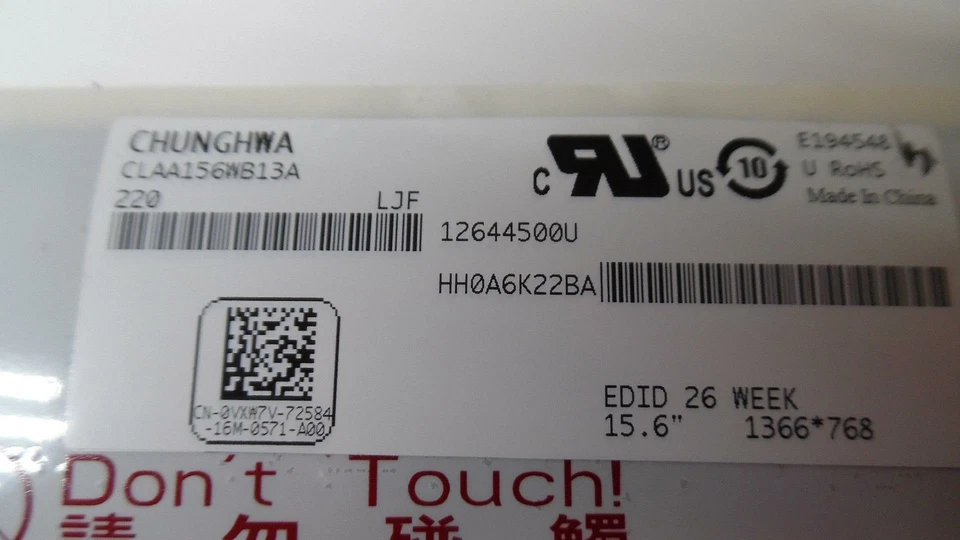 CHUNGHWA
CLAA156WB13A
220 LJF
c RU ® US 10
E194548
U RoHS
Made In China
12644500U
HH0A6K22BA
CN-0VXW7V-72584
-16M-0571-A00
EDID 26 WEEK
15.6" 1366*768
Don't Touch!
請勿碰觸